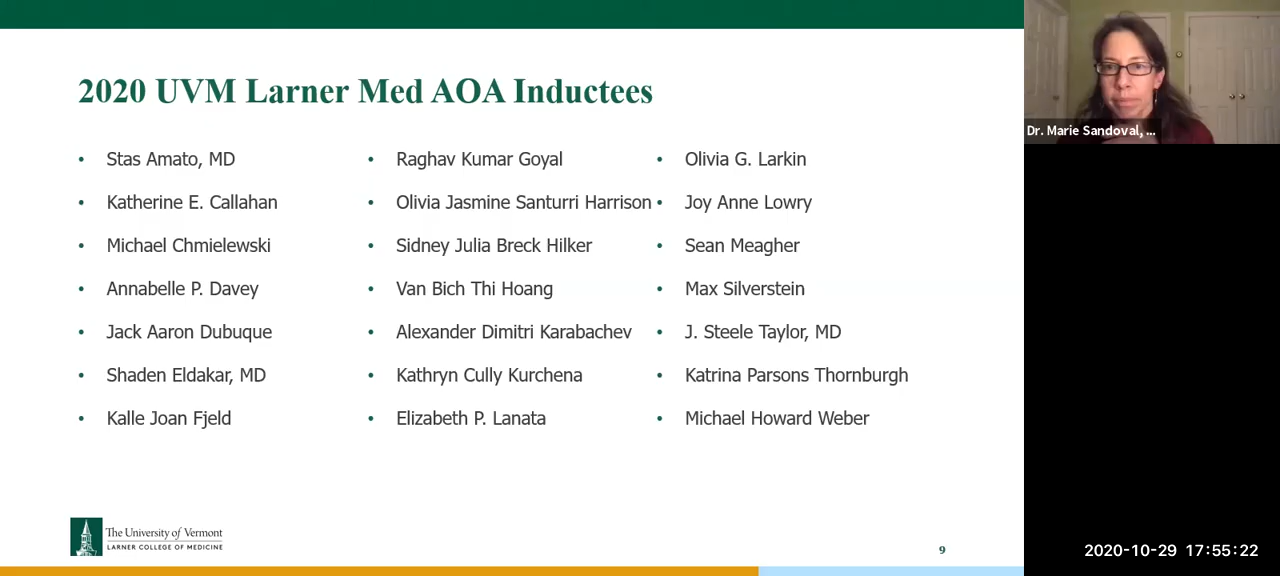 2020 UVM Larner Med AOA Inductees
• Stas Amato, MD
• Katherine E. Callahan
• Michael Chmielewski
• Annabelle P. Davey
• Jack Aaron Dubuque
• Shaden Eldakar, MD
• Kalle Joan Fjeld
• Raghav Kumar Goyal
• Olivia Jasmine Santurri Harrison
• Sidney Julia Breck Hilker
• Van Bich Thi Hoang
• Alexander Dimitri Karabachev
• Kathryn Cully Kurchena
• Elizabeth P. Lanata
• Olivia G. Larkin
• Joy Anne Lowry
• Sean Meagher
• Max Silverstein
• J. Steele Taylor, MD
• Katrina Parsons Thornburgh
• Michael Howard Weber
The University of Vermont
LARNER COLLEGE OF MEDICINE
9
Dr. Marie Sandoval, ...
2020-10-29 17:55:22